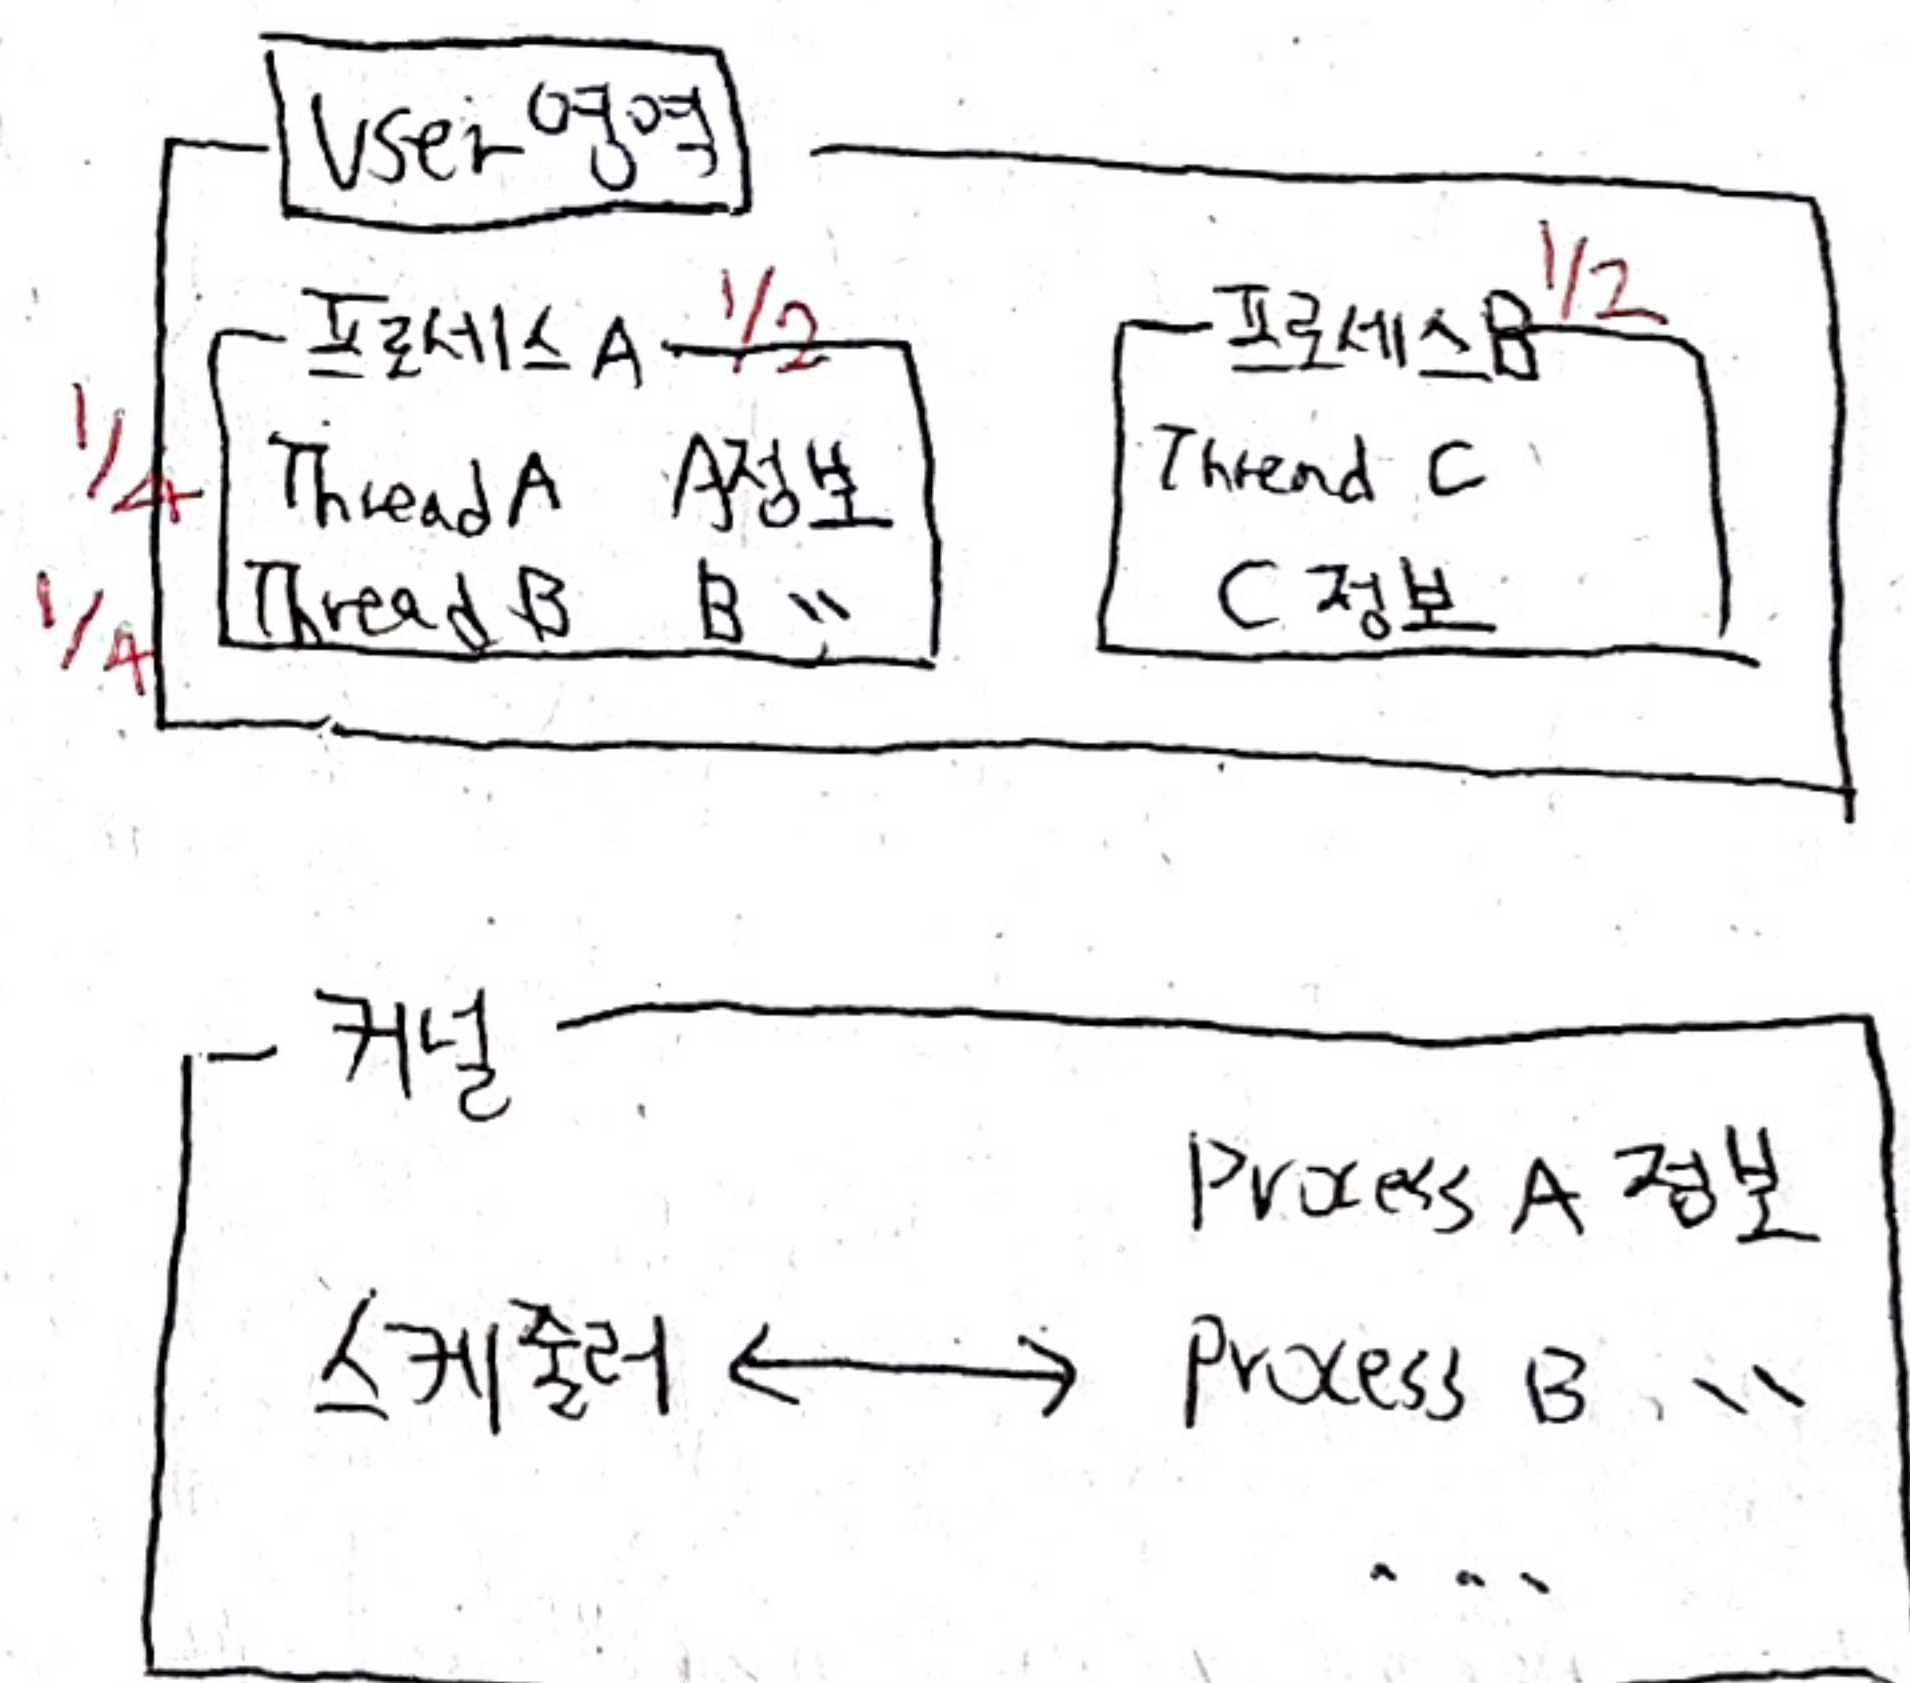 User 영역
프로세스 A 1/2
1/4 Thread A A정보
1/4 Thread B B 〃
프로세스 B 1/2
Thread C
C 정보
커널
Process A 정보
스케줄러 ↔ Process B 〃
...